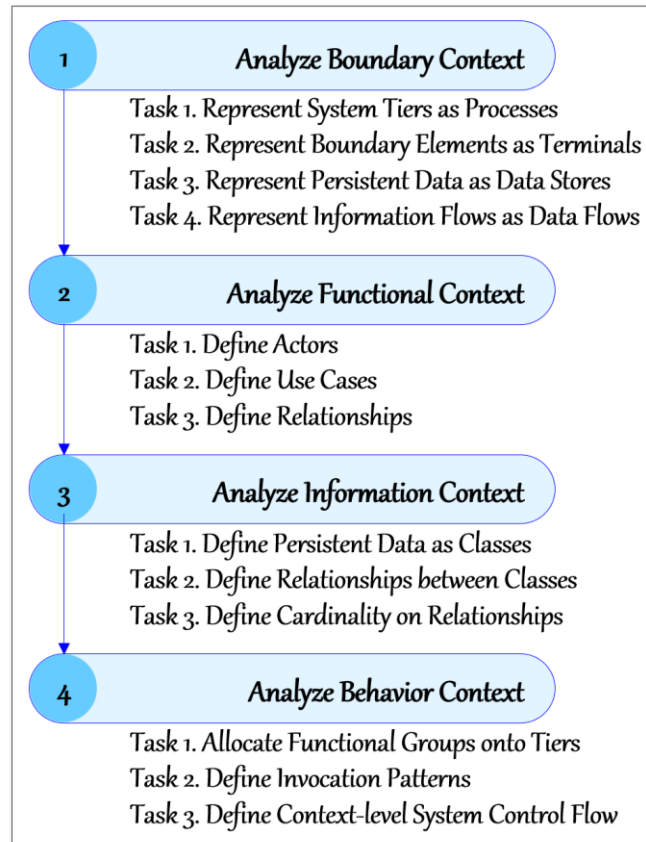 1 Analyze Boundary Context
Task 1. Represent System Tiers as Processes
Task 2. Represent Boundary Elements as Terminals
Task 3. Represent Persistent Data as Data Stores
Task 4. Represent Information Flows as Data Flows
2 Analyze Functional Context
Task 1. Define Actors
Task 2. Define Use Cases
Task 3. Define Relationships
3 Analyze Information Context
Task 1. Define Persistent Data as Classes
Task 2. Define Relationships between Classes
Task 3. Define Cardinality on Relationships
4 Analyze Behavior Context
Task 1. Allocate Functional Groups onto Tiers
Task 2. Define Invocation Patterns
Task 3. Define Context-level System Control Flow